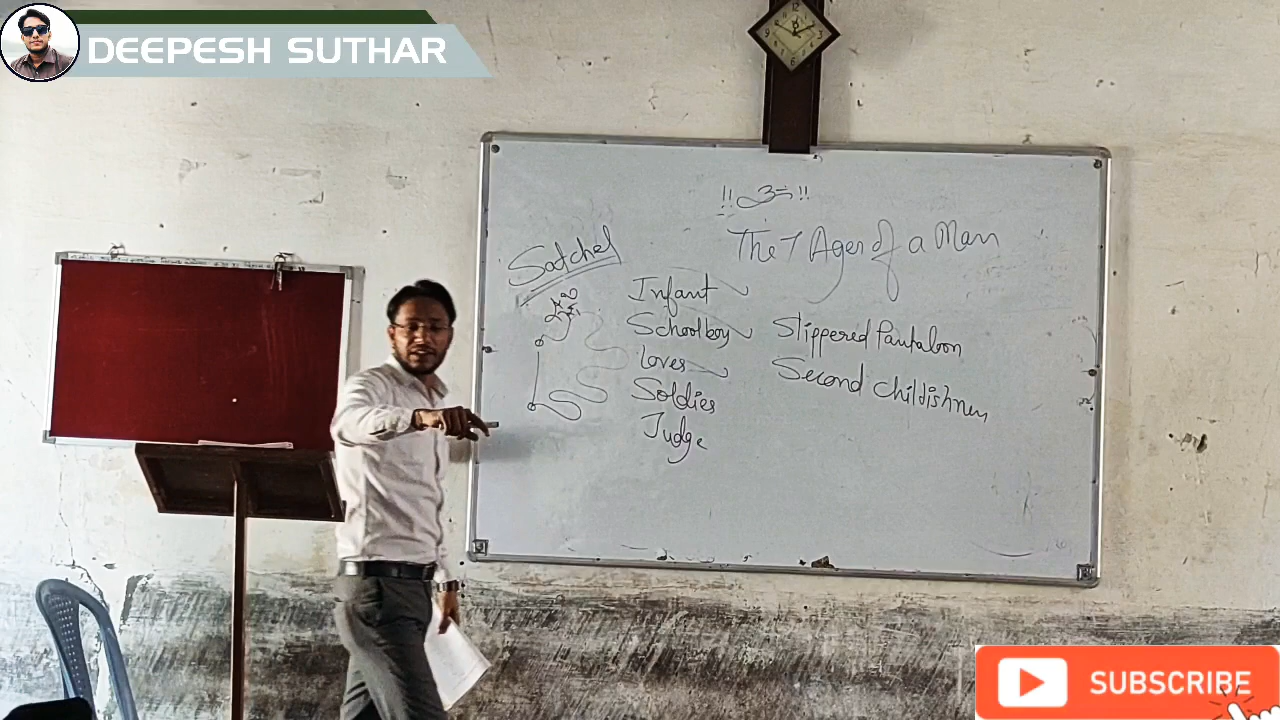 DEEPESH SUTHAR
!! ॐ !!
The 7 Ages of a Man
Satchel
Infant
Schoolboy
Lover
Soldier
Judge
Slippered Pantaloon
Second childishness
SUBSCRIBE